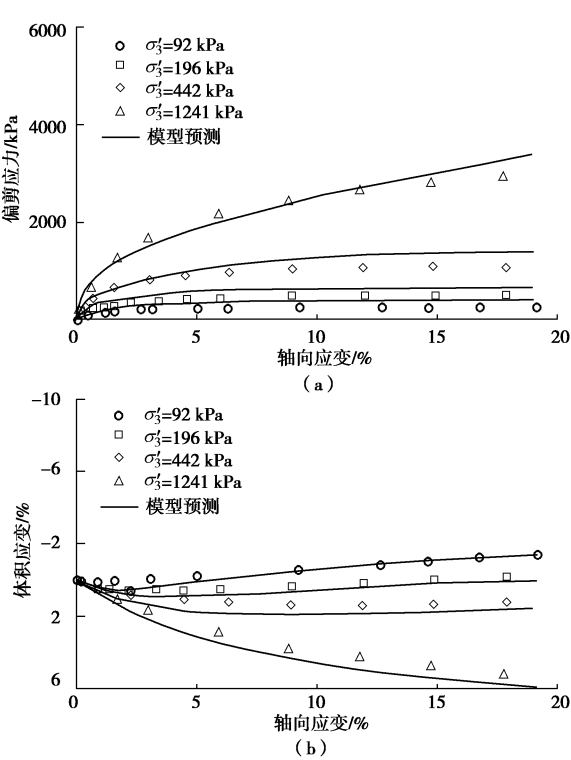 6000
4000
2000
偏剪应力/kPa
σ′₃=92 kPa
σ′₃=196 kPa
σ′₃=442 kPa
σ′₃=1241 kPa
模型预测
0 5 10 15 20
轴向应变/%
（a）
-10
-6
-2
2
6
体积应变/%
σ′₃=92 kPa
σ′₃=196 kPa
σ′₃=442 kPa
σ′₃=1241 kPa
模型预测
0 5 10 15 20
轴向应变/%
（b）